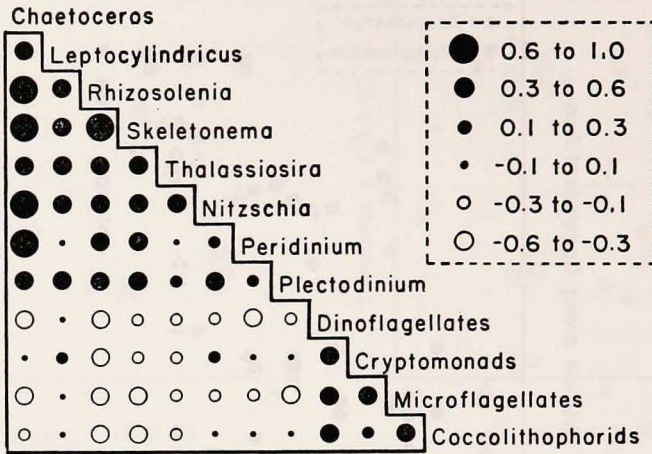 Chaetoceros
Leptocylindricus
Rhizosolenia
Skeletonema
Thalassiosira
Nitzschia
Peridinium
Plectodinium
Dinoflagellates
Cryptomonads
Microflagellates
Coccolithophorids
0.6 to 1.0
0.3 to 0.6
0.1 to 0.3
-0.1 to 0.1
-0.3 to -0.1
-0.6 to -0.3